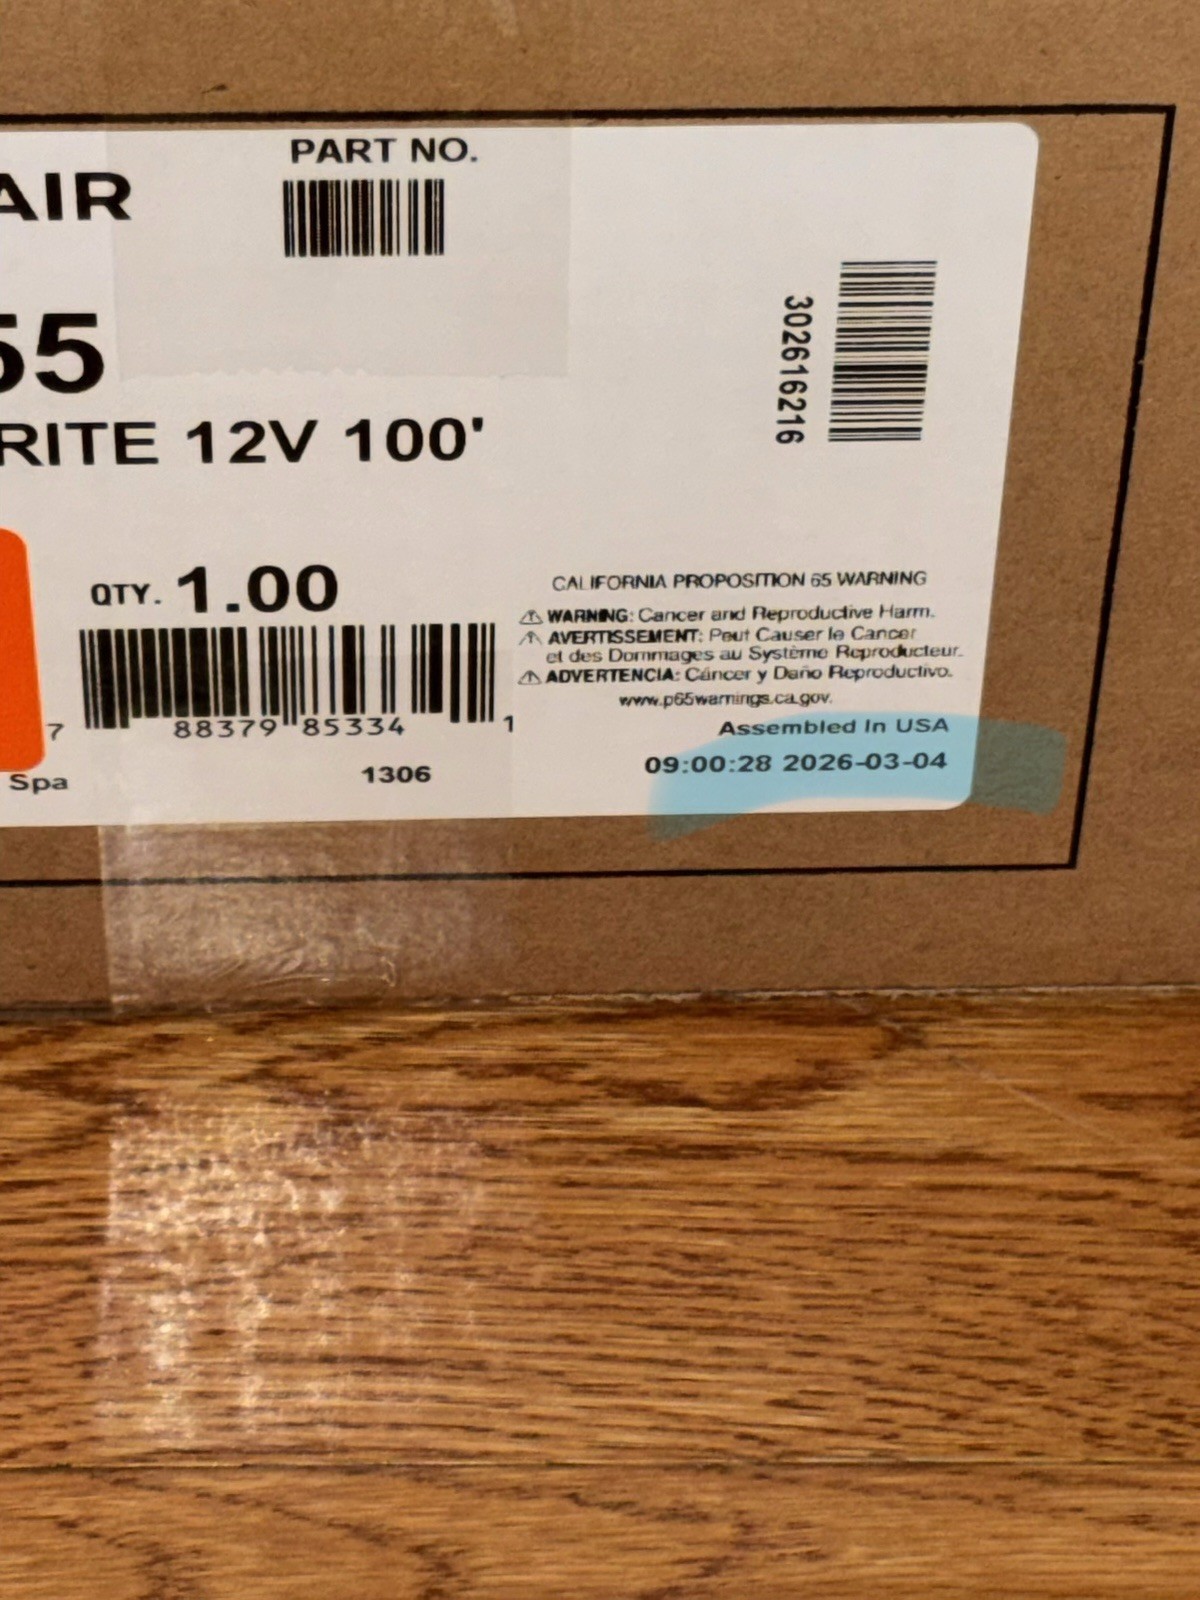 PART NO.
AIR
55
RITE 12V 100'
302616216
QTY. 1.00
7 88379 85334 1
1306
Spa
CALIFORNIA PROPOSITION 65 WARNING
⚠ WARNING: Cancer and Reproductive Harm.
⚠ AVERTISSEMENT: Peut Causer le Cancer
et des Dommages au Système Reproducteur.
⚠ ADVERTENCIA: Cáncer y Daño Reproductivo.
www.p65warnings.ca.gov.
Assembled In USA
09:00:28 2026-03-04